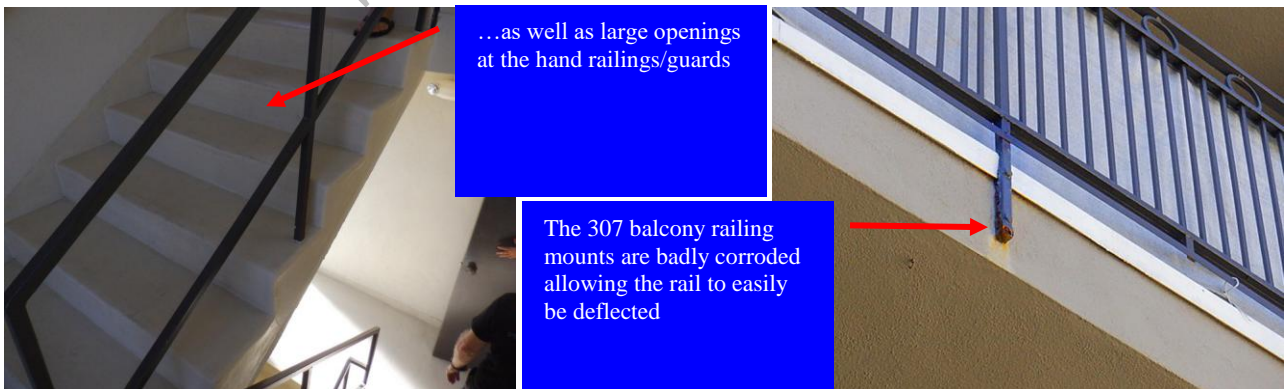 …as well as large openings
at the hand railings/guards
The 307 balcony railing
mounts are badly corroded
allowing the rail to easily
be deflected